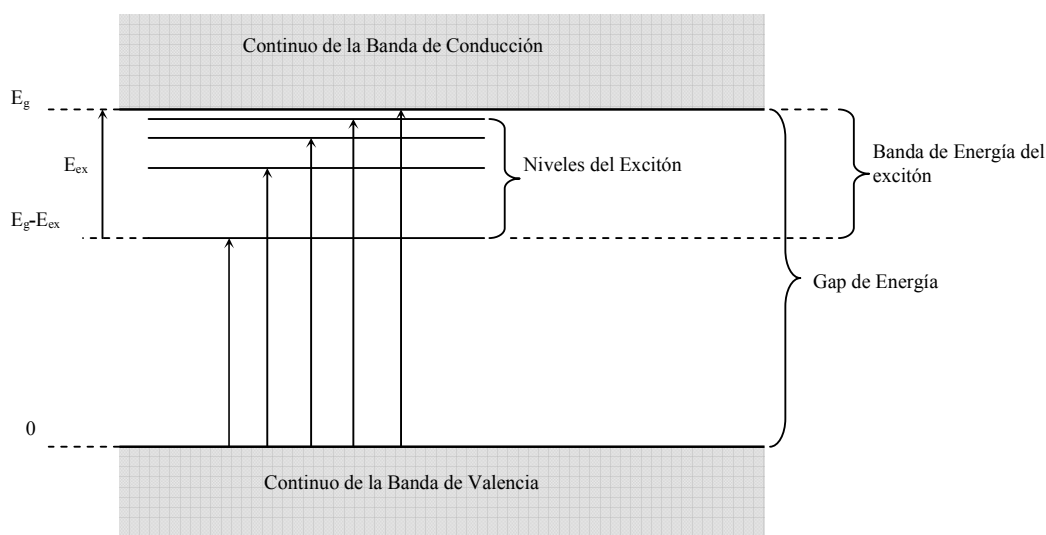 Continuo de la Banda de Conducción
E_g
E_ex
Niveles del Excitón
Banda de Energía del
excitón
E_g-E_ex
Gap de Energía
0
Continuo de la Banda de Valencia